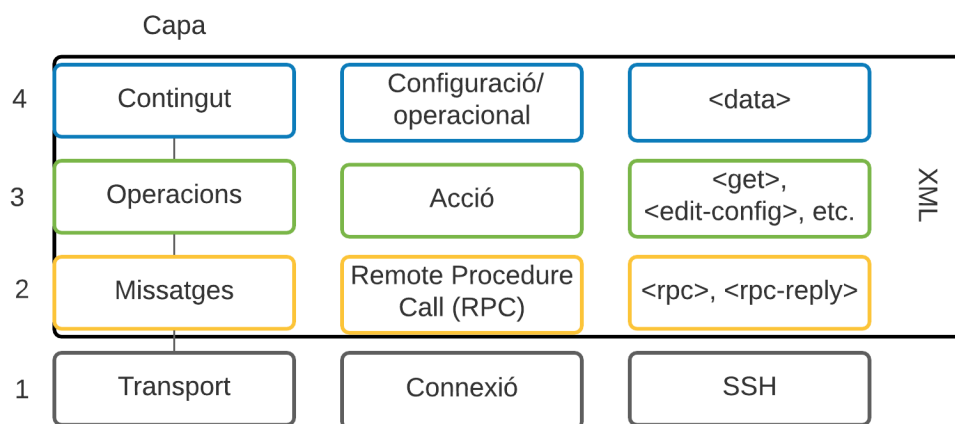 Capa
4
Contingut
Configuració/
operacional
<data>
3
Operacions
Acció
<get>,
<edit-config>, etc.
XML
2
Missatges
Remote Procedure
Call (RPC)
<rpc>, <rpc-reply>
1
Transport
Connexió
SSH